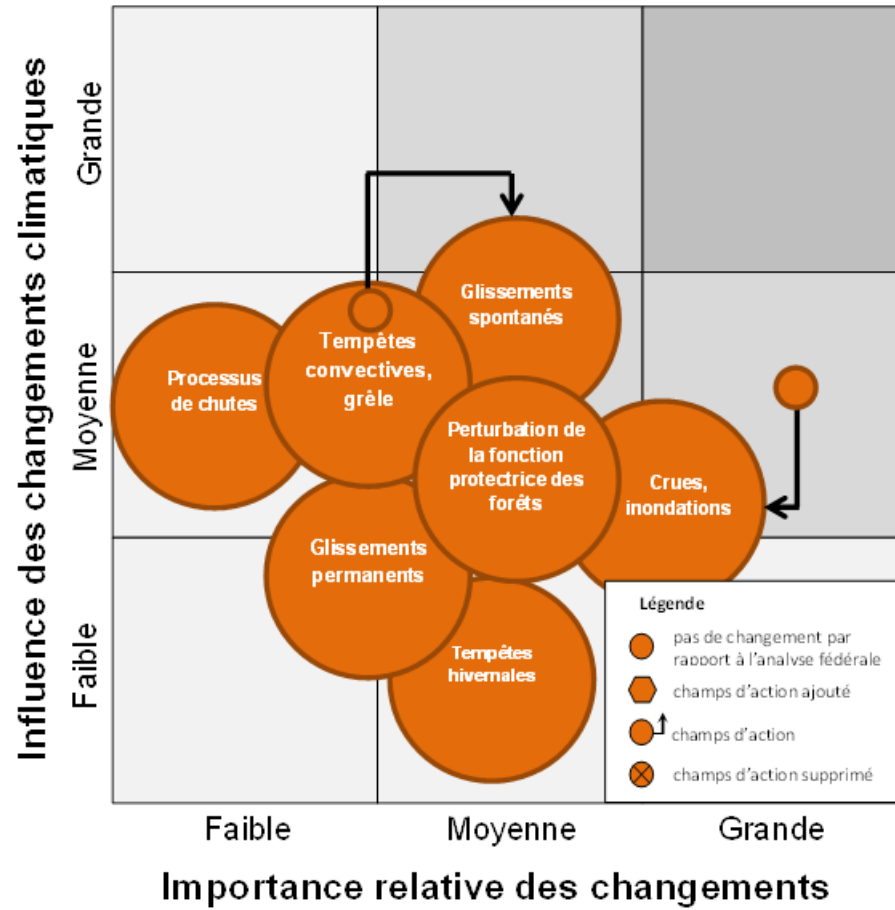 Influence des changements climatiques
Grande
Moyenne
Faible
Glissements
spontanés
Tempêtes
convectives,
grêle
Processus
de chutes
Perturbation de
la fonction
protectrice des
forêts
Crues,
inondations
Glissements
permanents
Tempêtes
hivernales
Légende
pas de changement par
rapport à l'analyse fédérale
champs d'action ajouté
champs d'action
champs d'action supprimé
Faible
Moyenne
Grande
Importance relative des changements